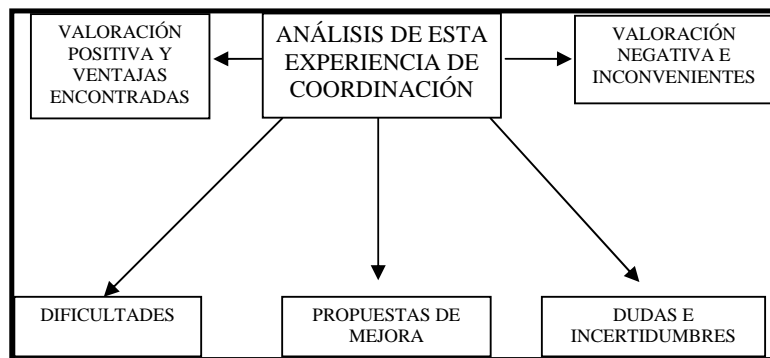 VALORACIÓN
POSITIVA Y
VENTAJAS
ENCONTRADAS
ANÁLISIS DE ESTA
EXPERIENCIA DE
COORDINACIÓN
VALORACIÓN
NEGATIVA E
INCONVENIENTES
DIFICULTADES
PROPUESTAS DE
MEJORA
DUDAS E
INCERTIDUMBRES